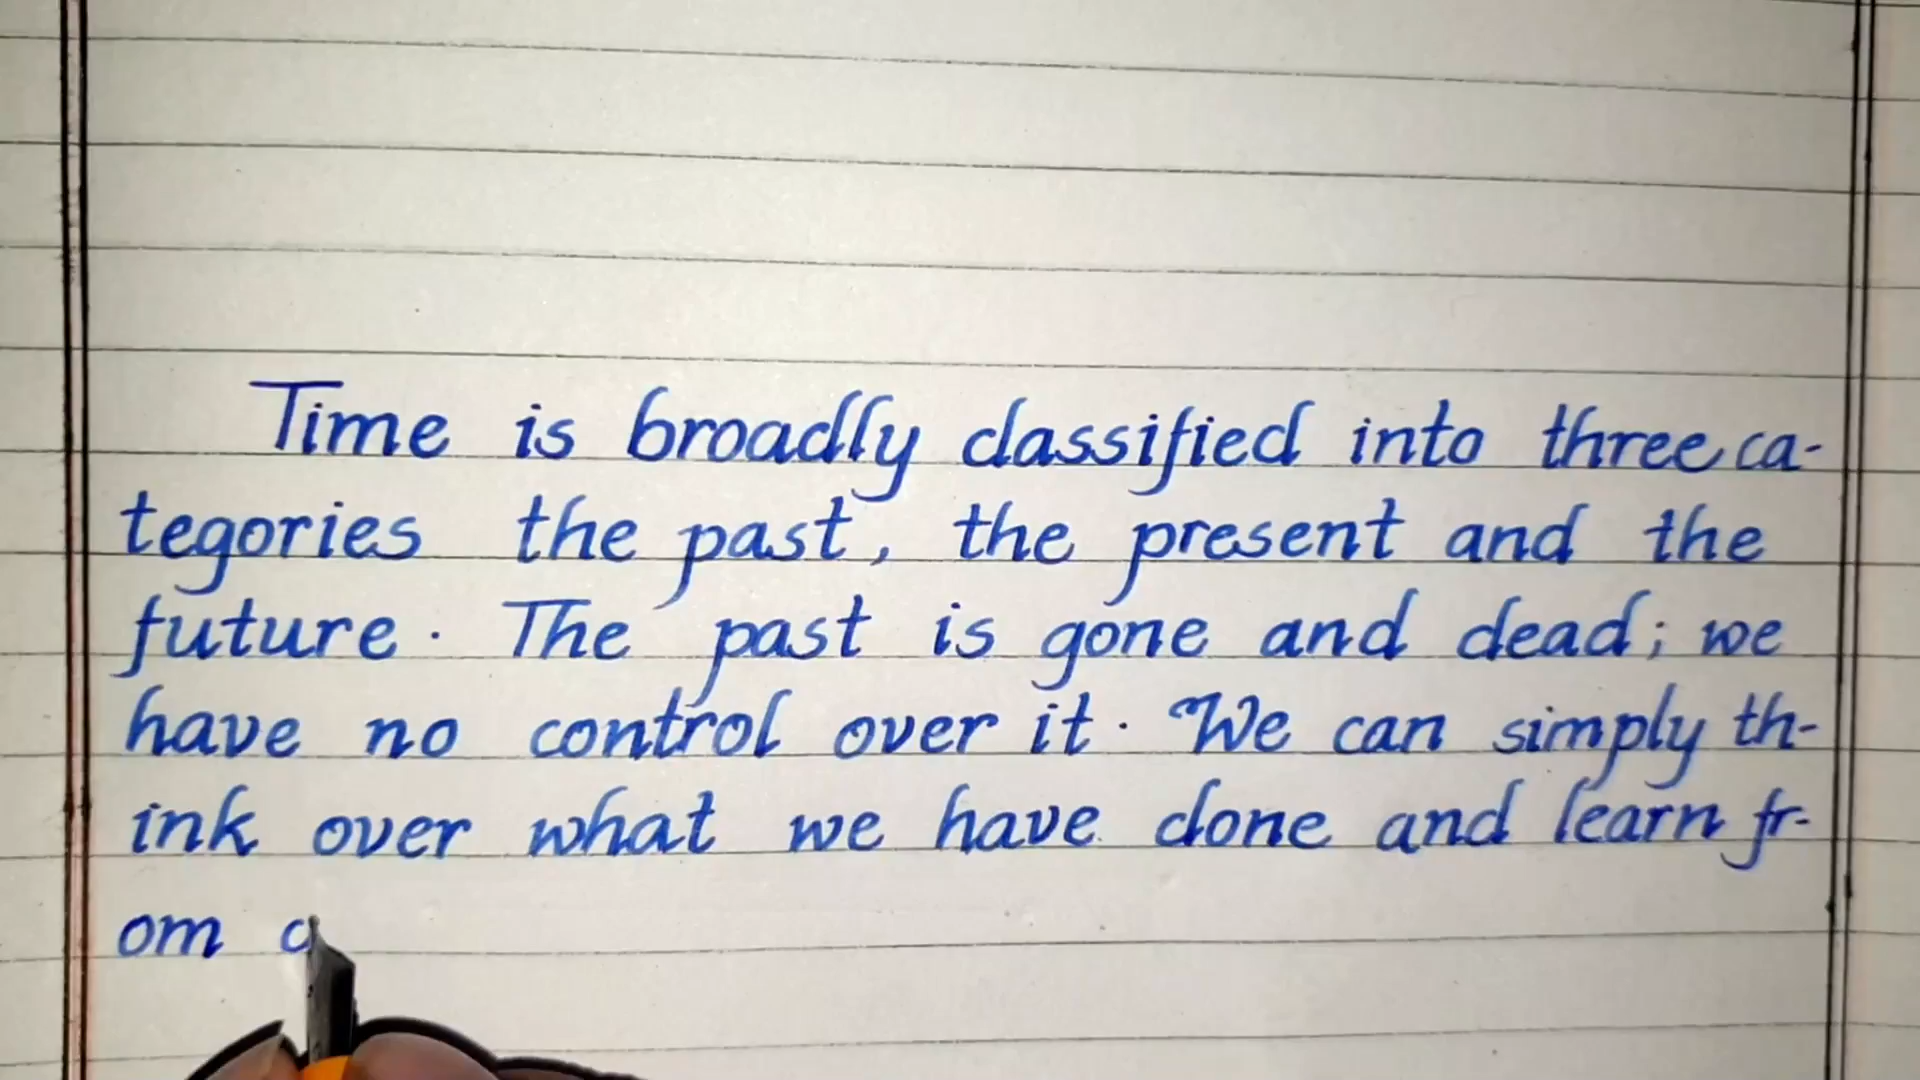 Time is broadly classified into three ca-
tegories the past, the present and the
future. The past is gone and dead; we
have no control over it. We can simply th-
ink over what we have done and learn fr-
om